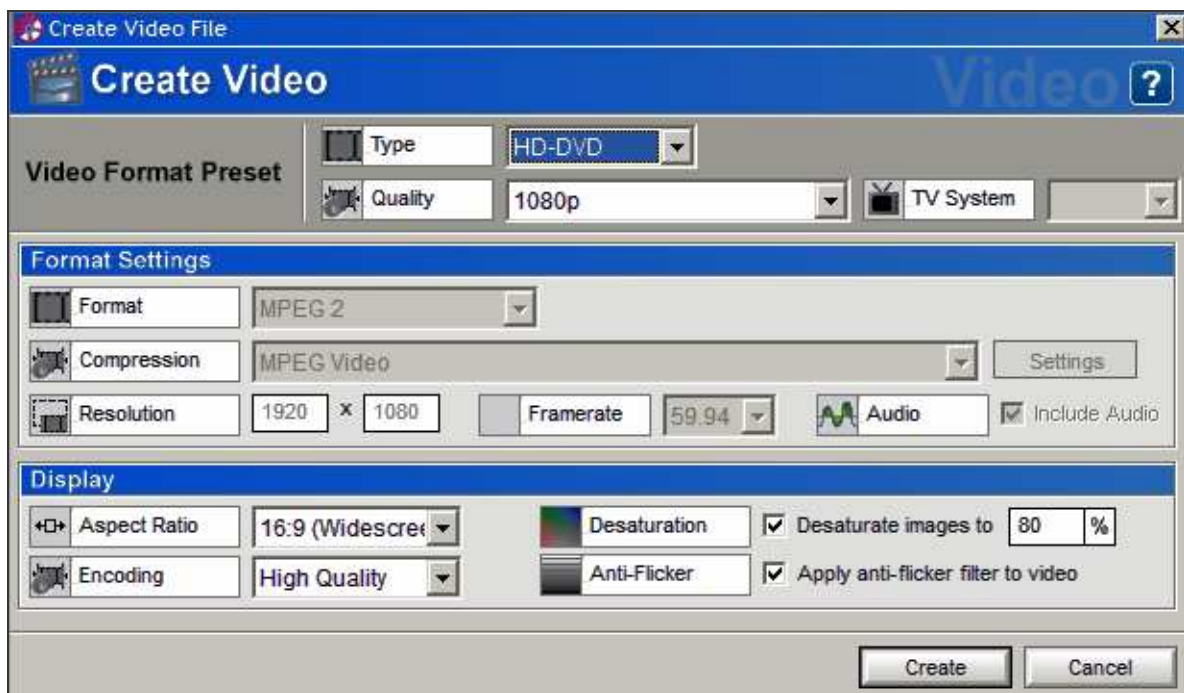 Create Video File
Create Video
Video
?
Video Format Preset
Type
HD-DVD
Quality
1080p
TV System
Format Settings
Format
MPEG 2
Compression
MPEG Video
Settings
Resolution
1920 x 1080
Framerate
59.94
Audio
Include Audio
Display
Aspect Ratio
16:9 (Widescree
Desaturation
Desaturate images to 80 %
Encoding
High Quality
Anti-Flicker
Apply anti-flicker filter to video
Create
Cancel